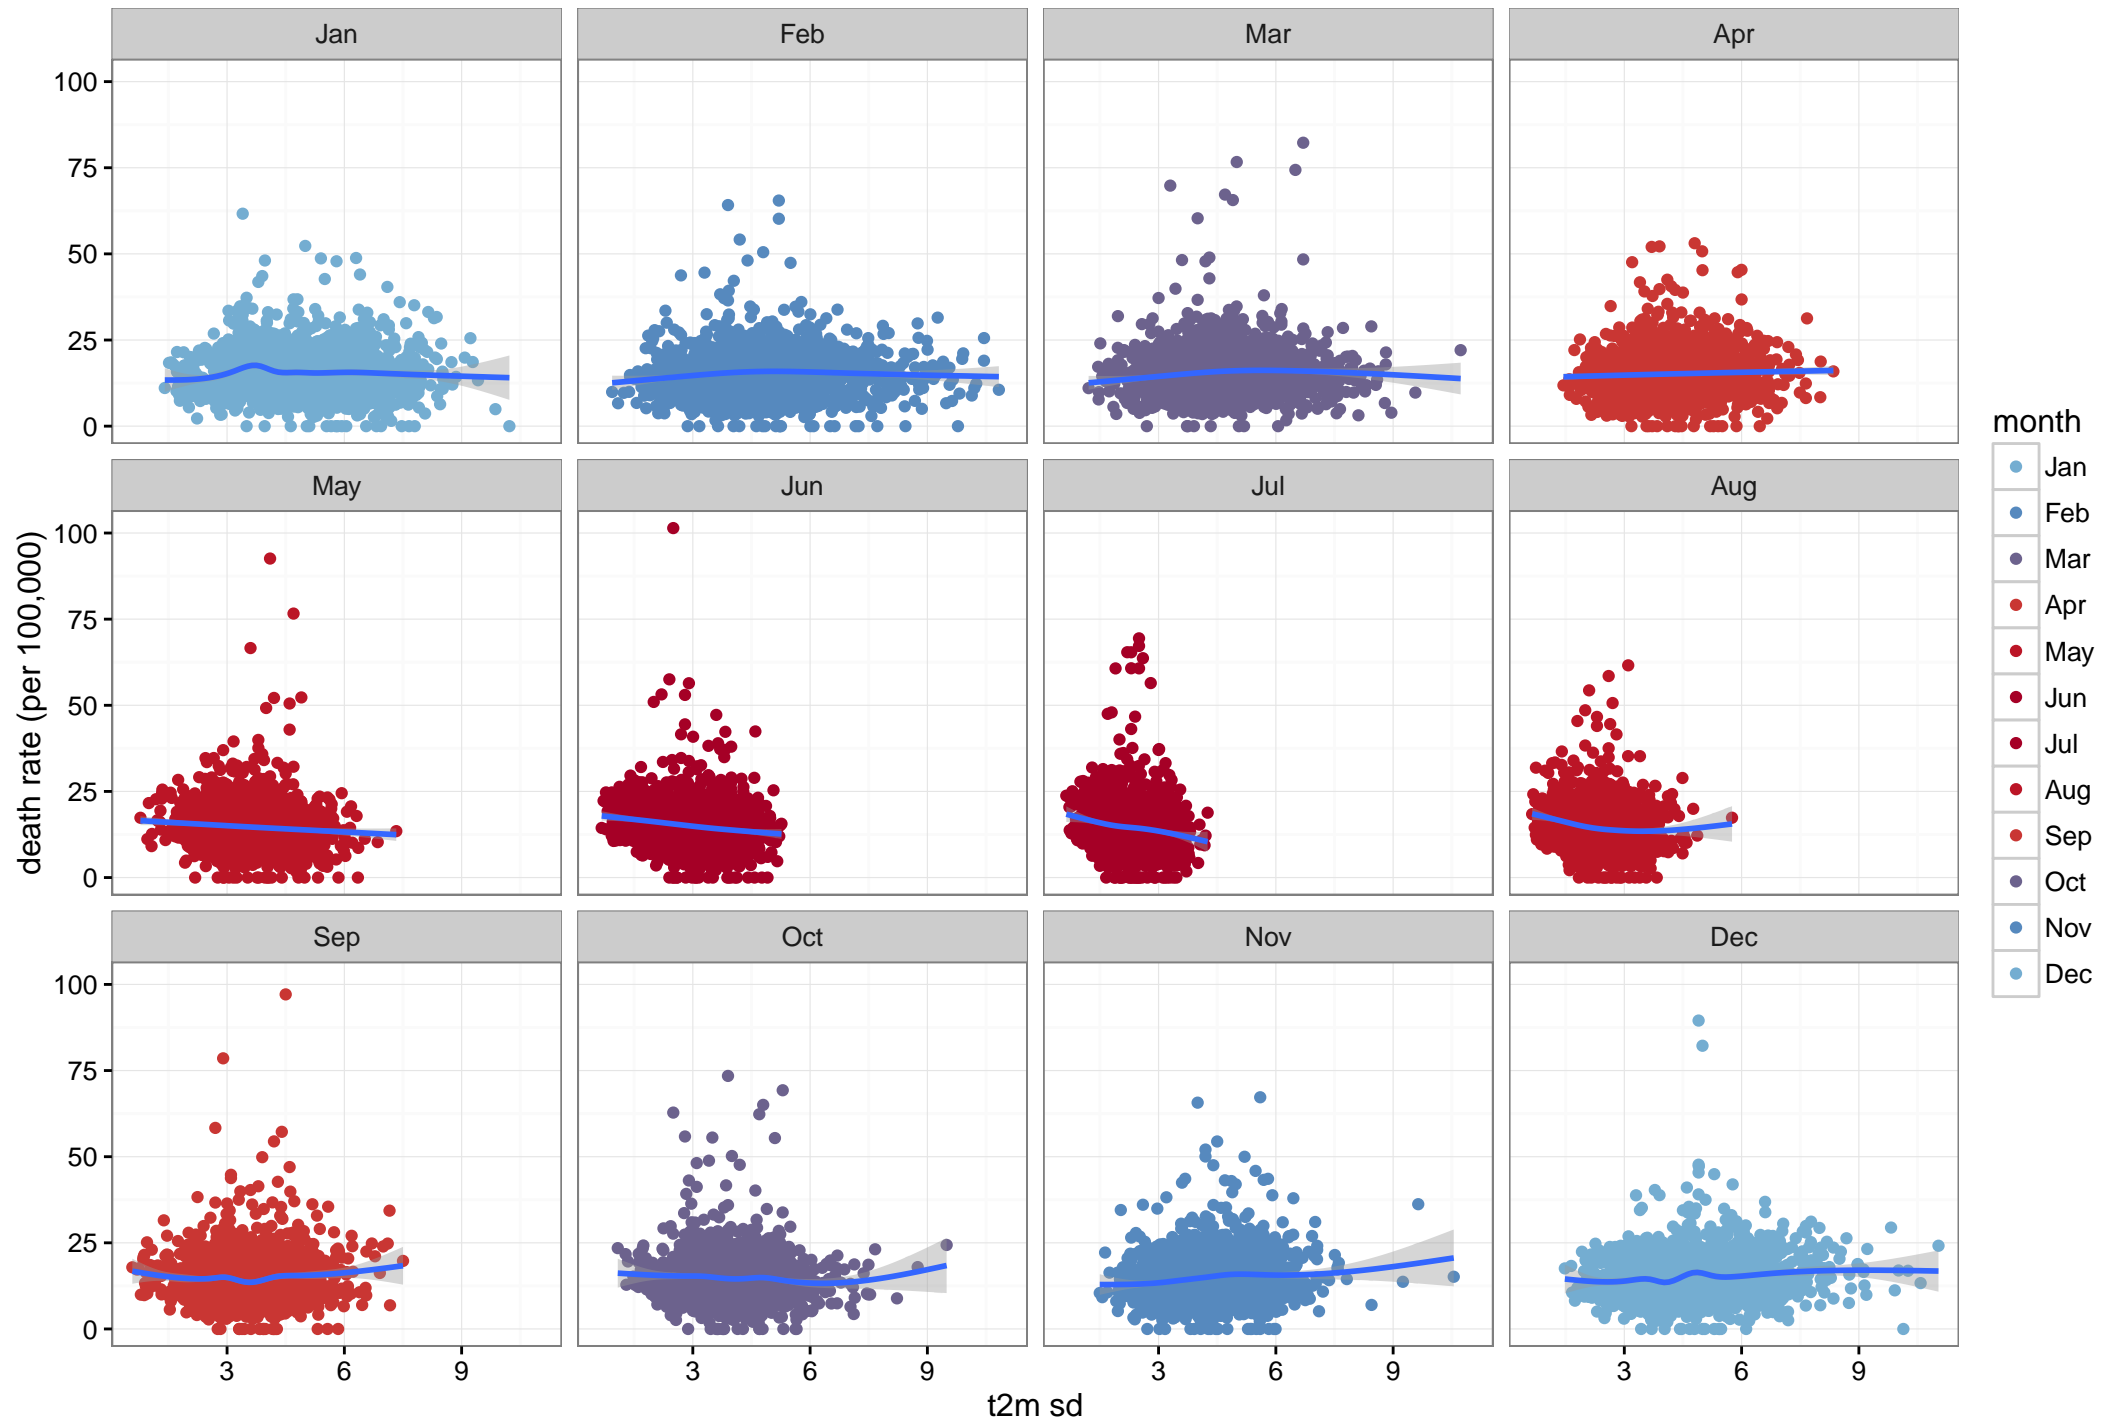 Jan Feb Mar Apr
100
75
50
25
0
May Jun Jul Aug
100
75
50
25
0
Sep Oct Nov Dec
100
75
50
25
0
3 6 9 3 6 9 3 6 9 3 6 9
t2m sd
death rate (per 100,000)
month
Jan
Feb
Mar
Apr
May
Jun
Jul
Aug
Sep
Oct
Nov
Dec